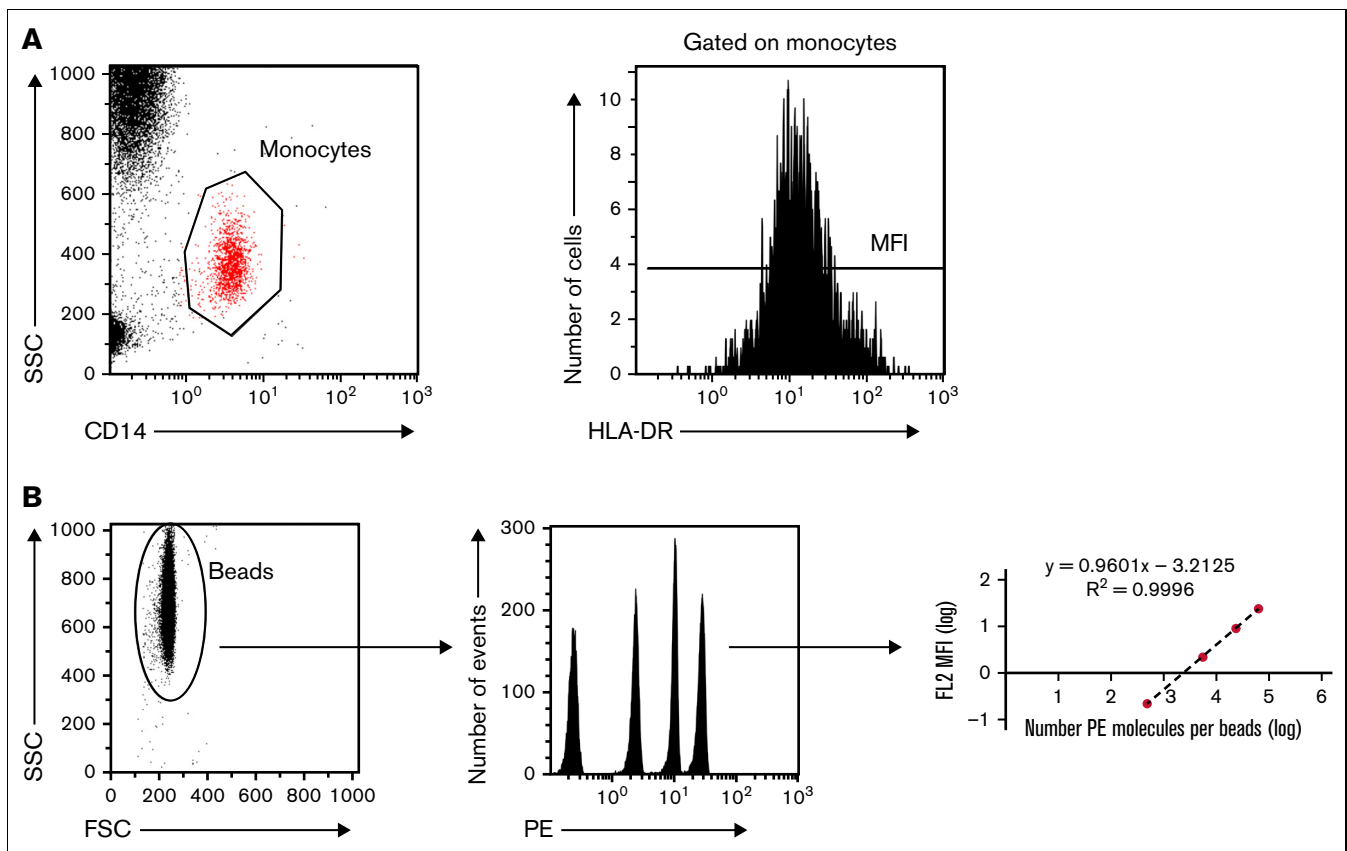 A
SSC
1000
800
600
400
200
0
Monocytes
10⁰ 10¹ 10² 10³
CD14
Gated on monocytes
Number of cells
10
8
6
4
2
0
MFI
10⁰ 10¹ 10² 10³
HLA-DR
B
SSC
1000
800
600
400
200
0
Beads
0 200 400 600 800 1000
FSC
Number of events
300
200
100
0
10⁰ 10¹ 10² 10³
PE
y = 0.9601x – 3.2125
R² = 0.9996
FL2 MFI (log)
2
1
0
–1
1 2 3 4 5 6
Number PE molecules per beads (log)